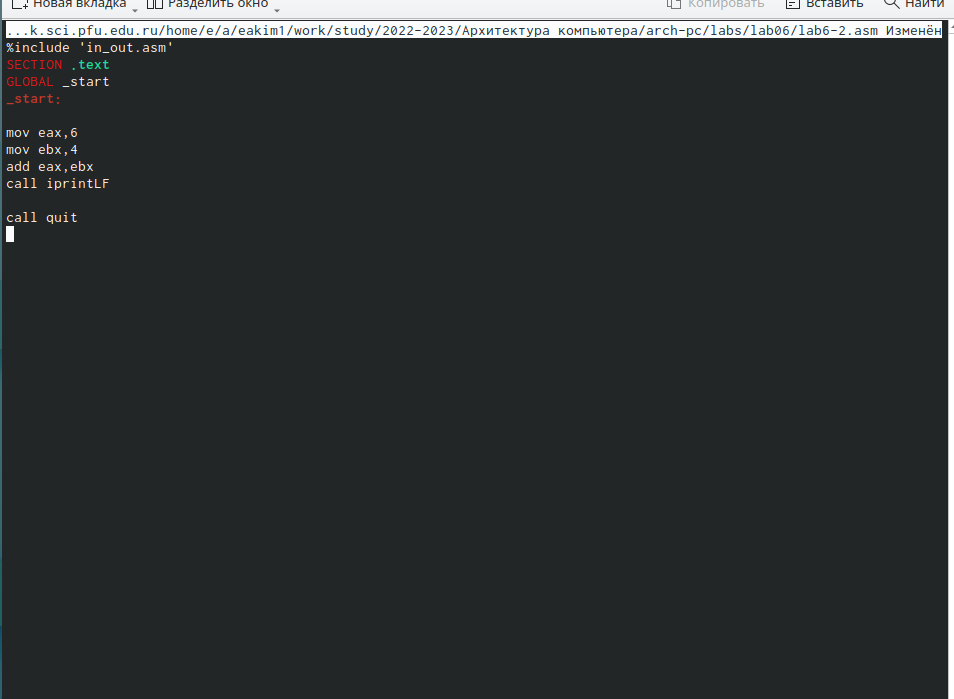 Новая вкладка Разделить окно Копировать Вставить Найти
...k.sci.pfu.edu.ru/home/e/a/eakim1/work/study/2022-2023/Архитектура компьютера/arch-pc/labs/lab06/lab6-2.asm Изменён
%include 'in_out.asm'
SECTION .text
GLOBAL _start
_start:
mov eax,6
mov ebx,4
add eax,ebx
call iprintLF
call quit